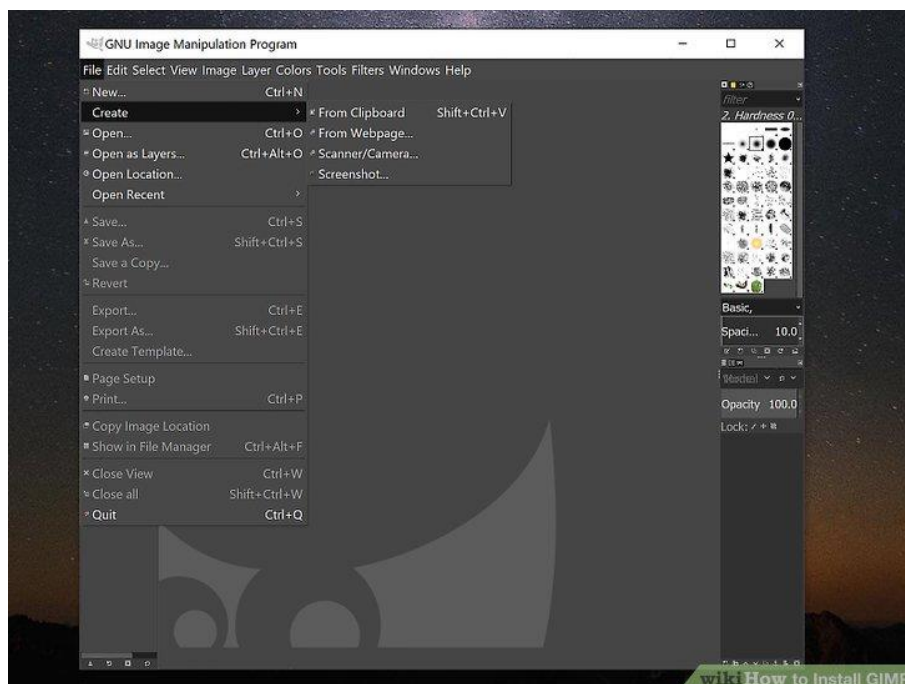 GNU Image Manipulation Program
File Edit Select View Image Layer Colors Tools Filters Windows Help
New... Ctrl+N
Create
From Clipboard Shift+Ctrl+V
Open... Ctrl+O
From Webpage...
Open as Layers... Ctrl+Alt+O
Scanner/Camera...
Open Location...
Screenshot...
Open Recent
Save... Ctrl+S
Save As... Shift+Ctrl+S
Save a Copy...
Revert
Export... Ctrl+E
Export As... Shift+Ctrl+E
Create Template...
Page Setup
Print... Ctrl+P
Copy Image Location
Show in File Manager Ctrl+Alt+F
Close View Ctrl+W
Close all Shift+Ctrl+W
Quit Ctrl+Q
filter
2. Hardness 0...
Basic,
Spaci... 10.0
Opacity 100.0
Lock:
wikiHow to Install GIMP